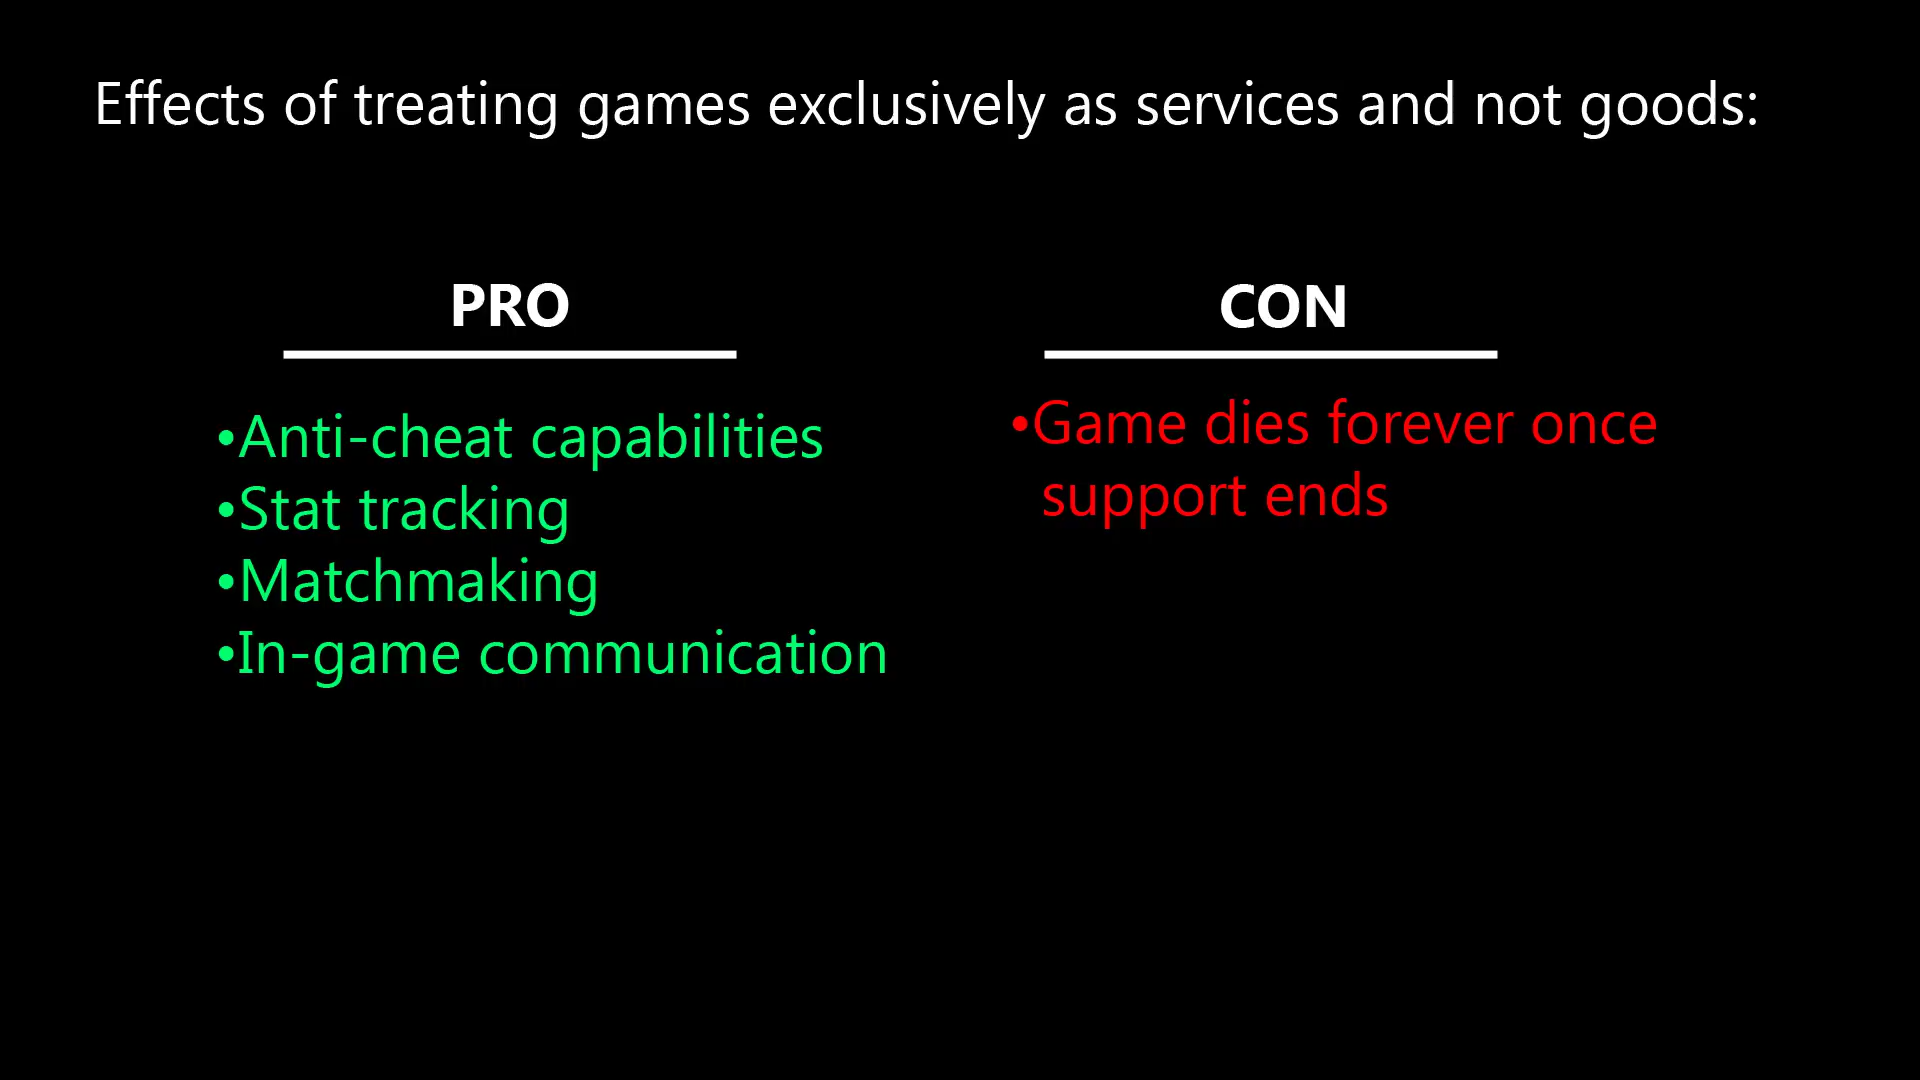 Effects of treating games exclusively as services and not goods:
PRO
•Anti-cheat capabilities
•Stat tracking
•Matchmaking
•In-game communication
CON
•Game dies forever once
support ends